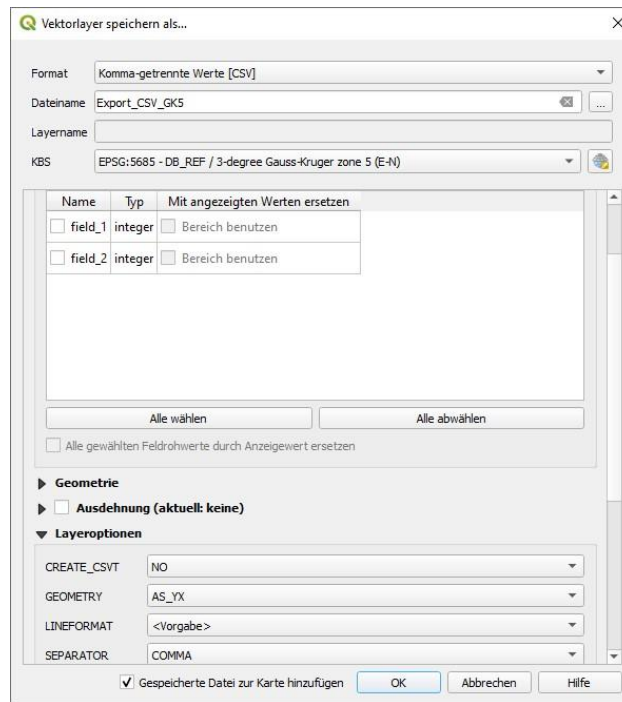 Vektorlayer speichern als...
Format Komma-getrennte Werte [CSV]
Dateiname Export_CSV_GK5 ...
Layername
KBS EPSG:5685 - DB_REF / 3-degree Gauss-Kruger zone 5 (E-N)
Name Typ Mit angezeigten Werten ersetzen
field_1 integer Bereich benutzen
field_2 integer Bereich benutzen
Alle wählen Alle abwählen
Alle gewählten Feldrohwerte durch Anzeigewert ersetzen
Geometrie
Ausdehnung (aktuell: keine)
Layeroptionen
CREATE_CSVT NO
GEOMETRY AS_YX
LINEFORMAT <Vorgabe>
SEPARATOR COMMA
Gespeicherte Datei zur Karte hinzufügen OK Abbrechen Hilfe